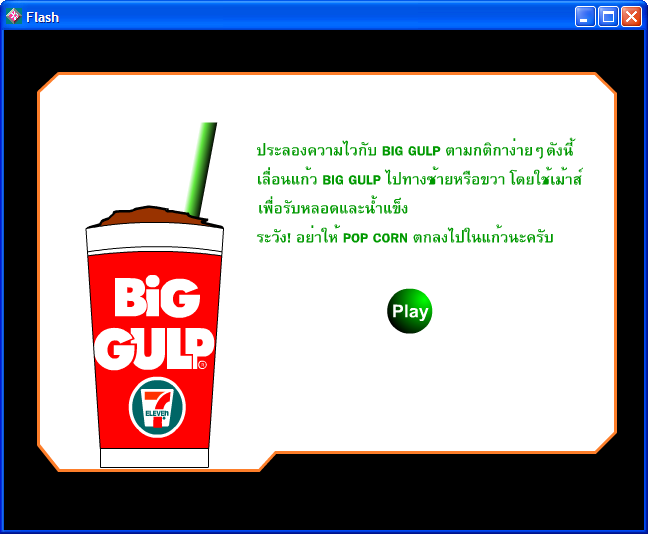 Flash
ประลองความไวกับ BIG GULP ตามกติกาง่ายๆ ดังนี้
เลื่อนแก้ว BIG GULP ไปทางซ้ายหรือขวา โดยใช้เม้าส์
เพื่อรับหลอดและน้ำแข็ง
ระวัง! อย่าให้ POP CORN ตกลงไปในแก้วนะครับ
BiG
GULP®
7
ELEVEn
Play